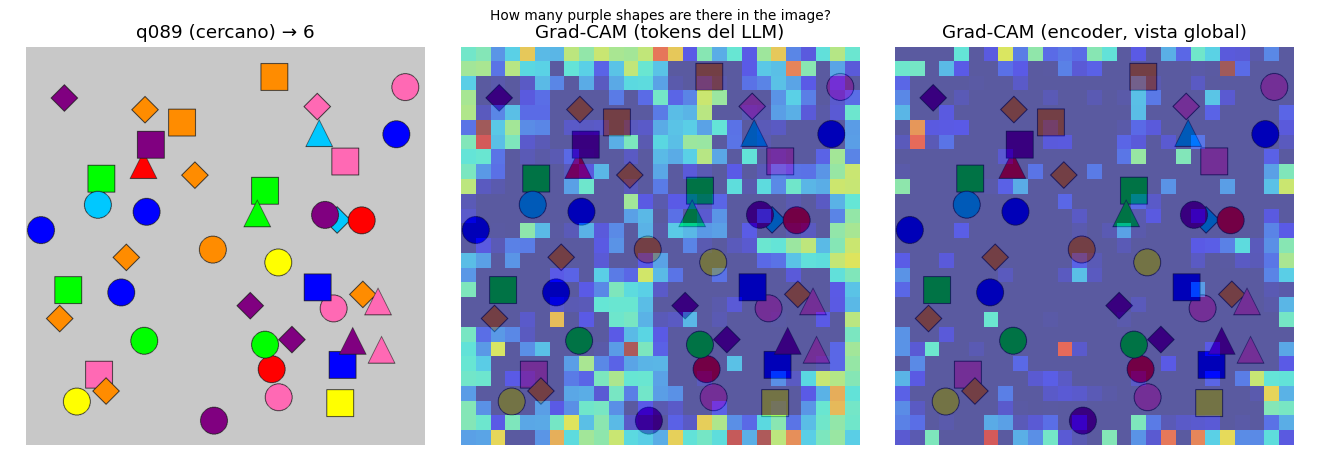 How many purple shapes are there in the image?
q089 (cercano) → 6
Grad-CAM (tokens del LLM)
Grad-CAM (encoder, vista global)